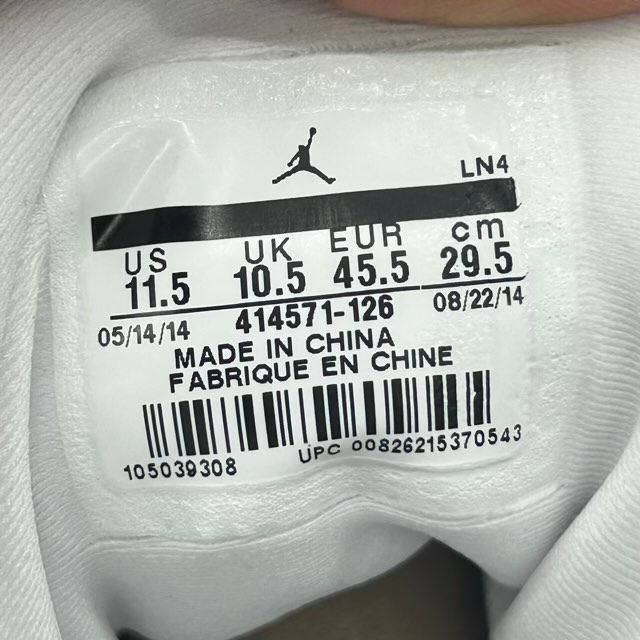 LN4
US UK EUR cm
11.5 10.5 45.5 29.5
05/14/14 414571-126 08/22/14
MADE IN CHINA
FABRIQUE EN CHINE
105039308 UPC 00826215370543